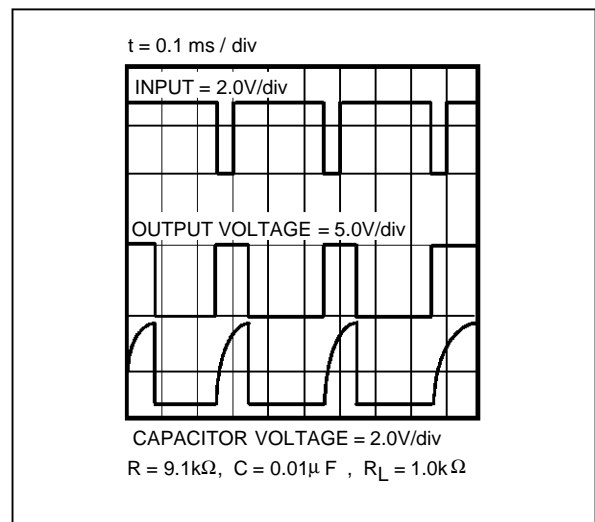 t = 0.1 ms / div
INPUT = 2.0V/div
OUTPUT VOLTAGE = 5.0V/div
CAPACITOR VOLTAGE = 2.0V/div
R = 9.1kΩ, C = 0.01μ F , RL = 1.0k Ω